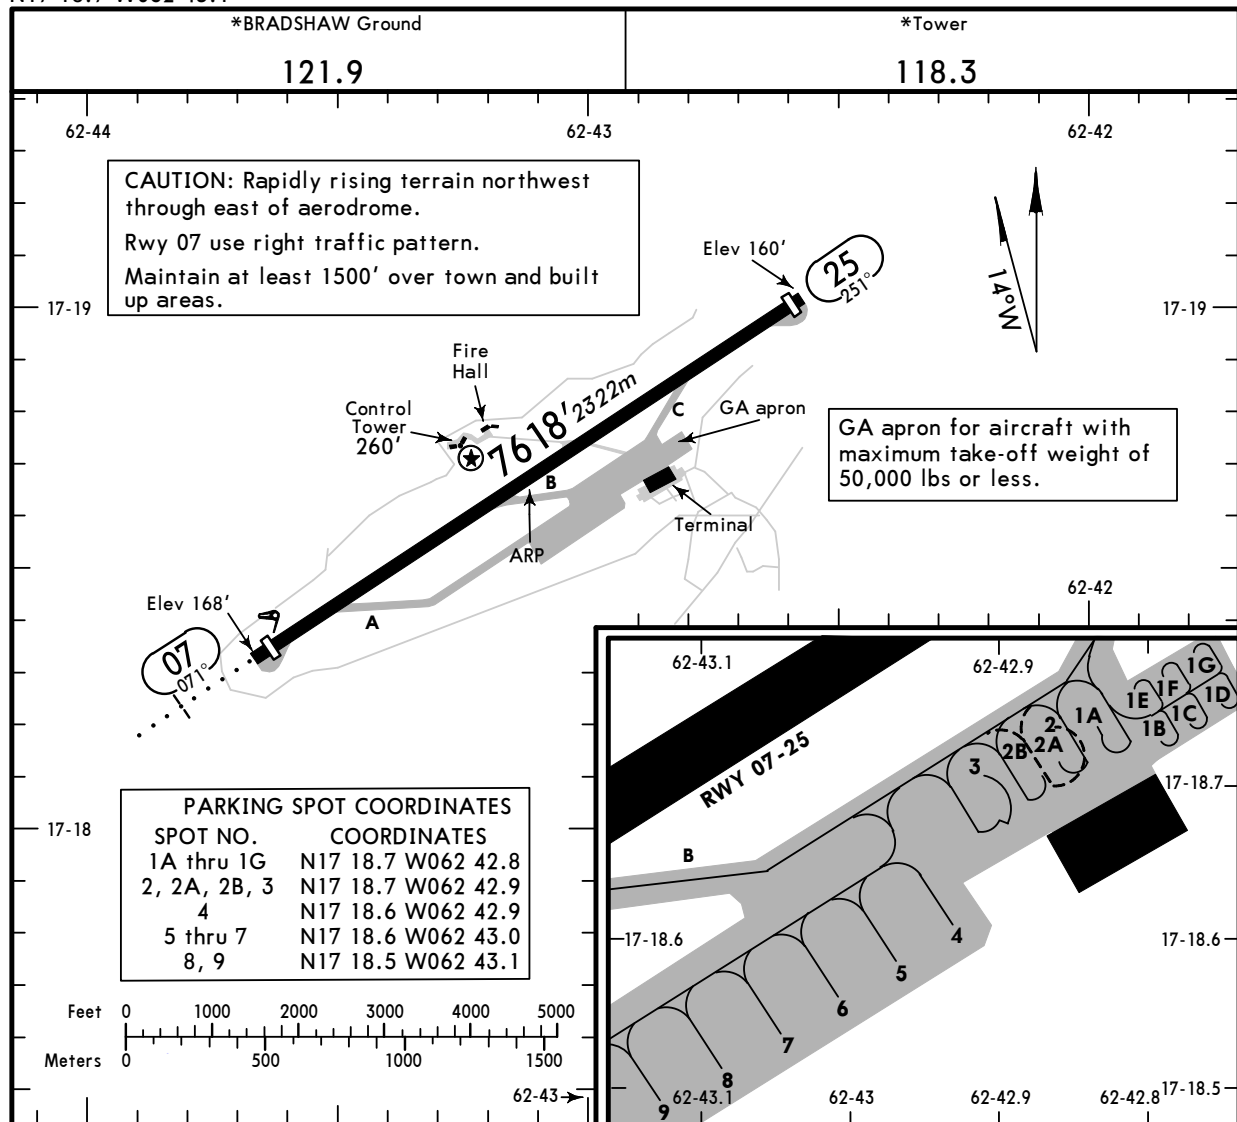 *BRADSHAW Ground
121.9
*Tower
118.3
62-44
62-43
62-42
CAUTION: Rapidly rising terrain northwest
through east of aerodrome.
Rwy 07 use right traffic pattern.
Maintain at least 1500' over town and built
up areas.
17-19
17-19
Elev 160'
25
251°
14°W
Fire
Hall
Control
Tower
260'
7618' 2322m
C
GA apron
B
ARP
Terminal
GA apron for aircraft with
maximum take-off weight of
50,000 lbs or less.
Elev 168'
A
07
071°
62-42
17-18
PARKING SPOT COORDINATES
SPOT NO. COORDINATES
1A thru 1G N17 18.7 W062 42.8
2, 2A, 2B, 3 N17 18.7 W062 42.9
4 N17 18.6 W062 42.9
5 thru 7 N17 18.6 W062 43.0
8, 9 N17 18.5 W062 43.1
Feet 0 1000 2000 3000 4000 5000
Meters 0 500 1000 1500
62-43
62-43.1
62-42.9
RWY 07-25
B
3
2B
2-
2A
1A
1E
1F
1G
1B
1C
1D
17-18.7
17-18.6
17-18.6
4
5
6
7
8
9
62-43.1
62-43
62-42.9
62-42.8
17-18.5